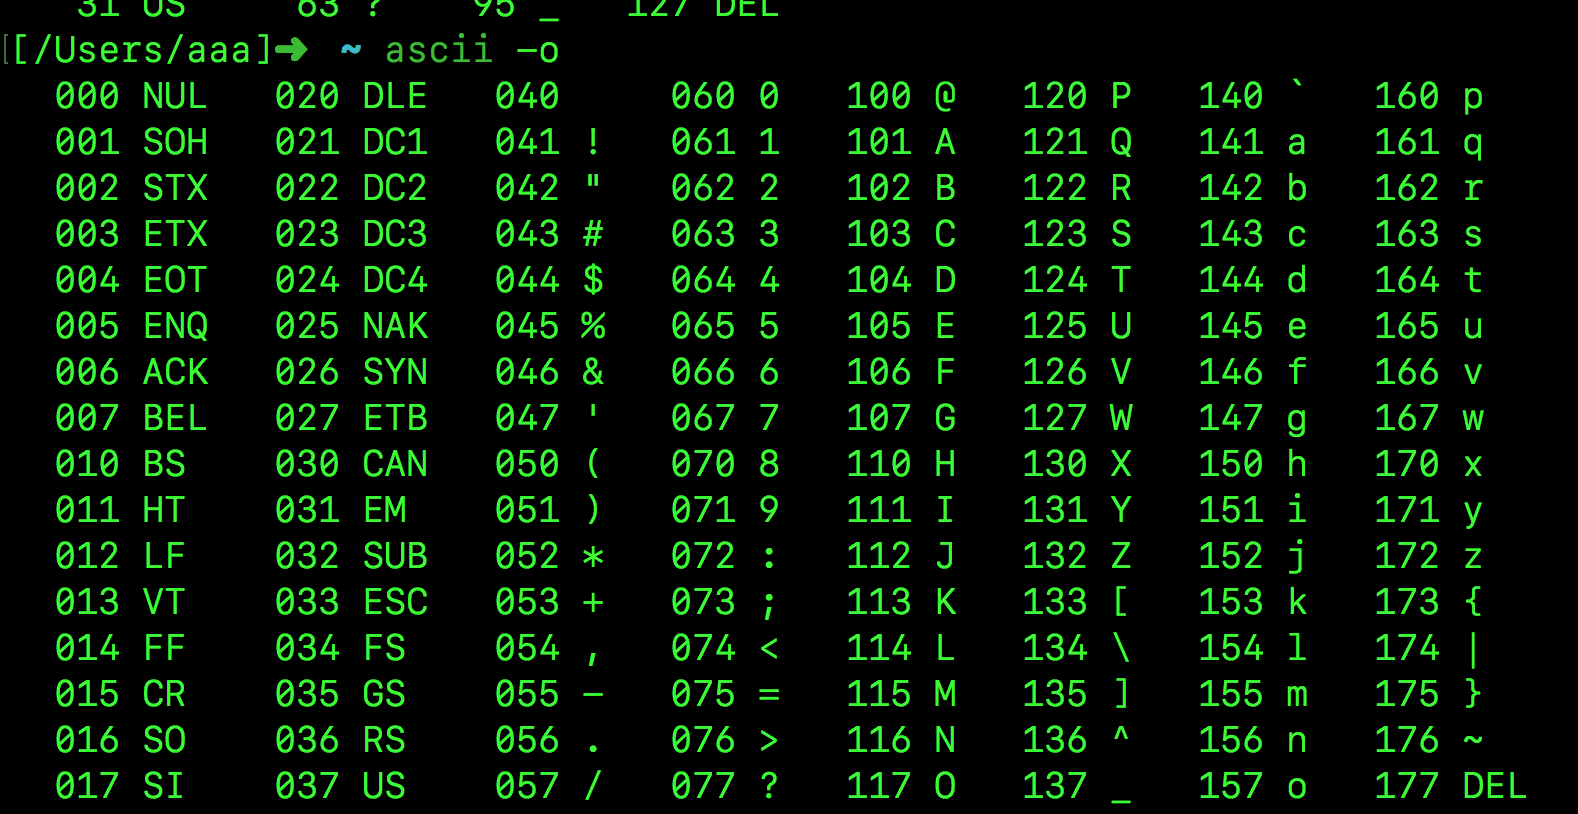 31 US     63 ?    95 _   127 DEL
[[/Users/aaa]➜  ~ ascii -o
000 NUL   020 DLE   040     060 0   100 @   120 P   140 `   160 p
001 SOH   021 DC1   041 !   061 1   101 A   121 Q   141 a   161 q
002 STX   022 DC2   042 "   062 2   102 B   122 R   142 b   162 r
003 ETX   023 DC3   043 #   063 3   103 C   123 S   143 c   163 s
004 EOT   024 DC4   044 $   064 4   104 D   124 T   144 d   164 t
005 ENQ   025 NAK   045 %   065 5   105 E   125 U   145 e   165 u
006 ACK   026 SYN   046 &   066 6   106 F   126 V   146 f   166 v
007 BEL   027 ETB   047 '   067 7   107 G   127 W   147 g   167 w
010 BS    030 CAN   050 (   070 8   110 H   130 X   150 h   170 x
011 HT    031 EM    051 )   071 9   111 I   131 Y   151 i   171 y
012 LF    032 SUB   052 *   072 :   112 J   132 Z   152 j   172 z
013 VT    033 ESC   053 +   073 ;   113 K   133 [   153 k   173 {
014 FF    034 FS    054 ,   074 <   114 L   134 \   154 l   174 |
015 CR    035 GS    055 -   075 =   115 M   135 ]   155 m   175 }
016 SO    036 RS    056 .   076 >   116 N   136 ^   156 n   176 ~
017 SI    037 US    057 /   077 ?   117 O   137 _   157 o   177 DEL